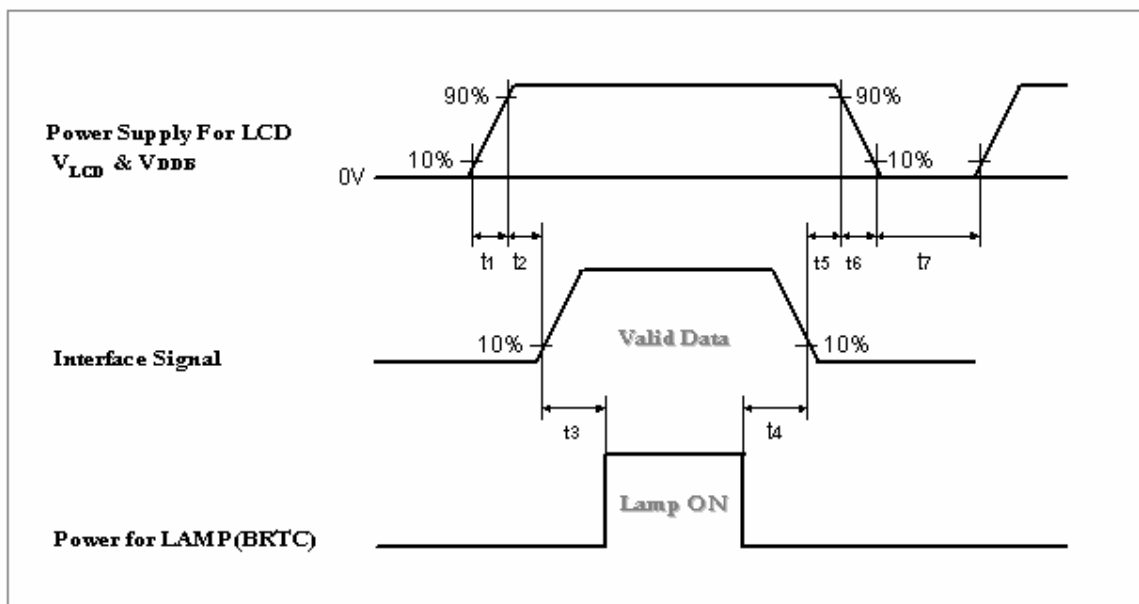 90% 90%
Power Supply For LCD
V_LCD & VDDB
10% 10%
0V
t1 t2 t5 t6 t7
Valid Data
10% 10%
Interface Signal
t3 t4
Lamp ON
Power for LAMP(BRTC)